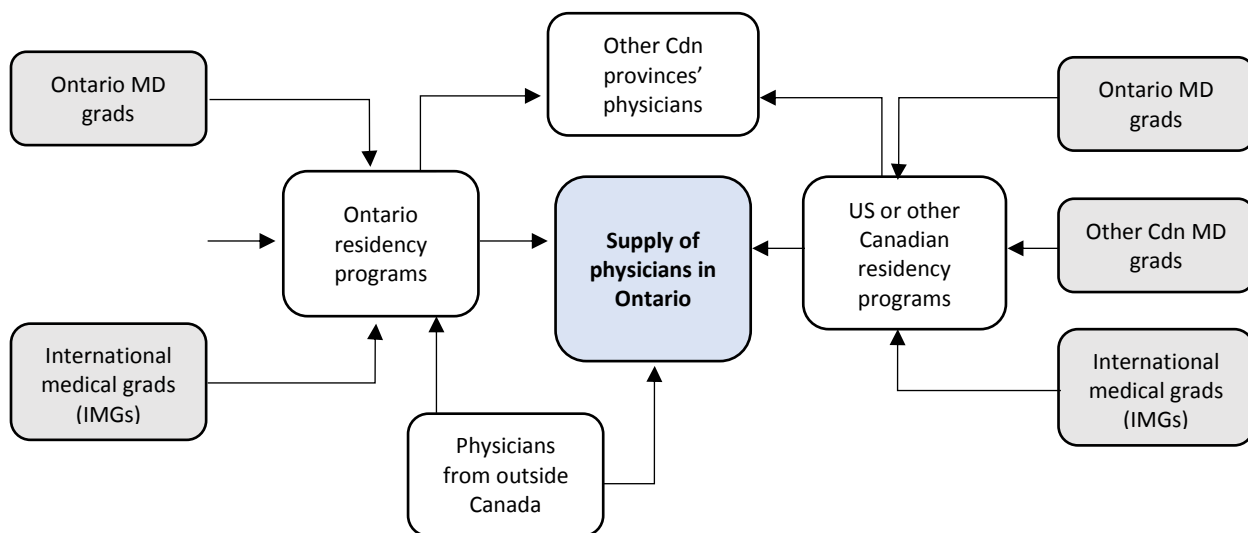 Ontario MD
grads
Other Cdn
provinces’
physicians
Ontario MD
grads
Ontario
residency
programs
Supply of
physicians in
Ontario
US or other
Canadian
residency
programs
Other Cdn MD
grads
International
medical grads
(IMGs)
Physicians
from outside
Canada
International
medical grads
(IMGs)